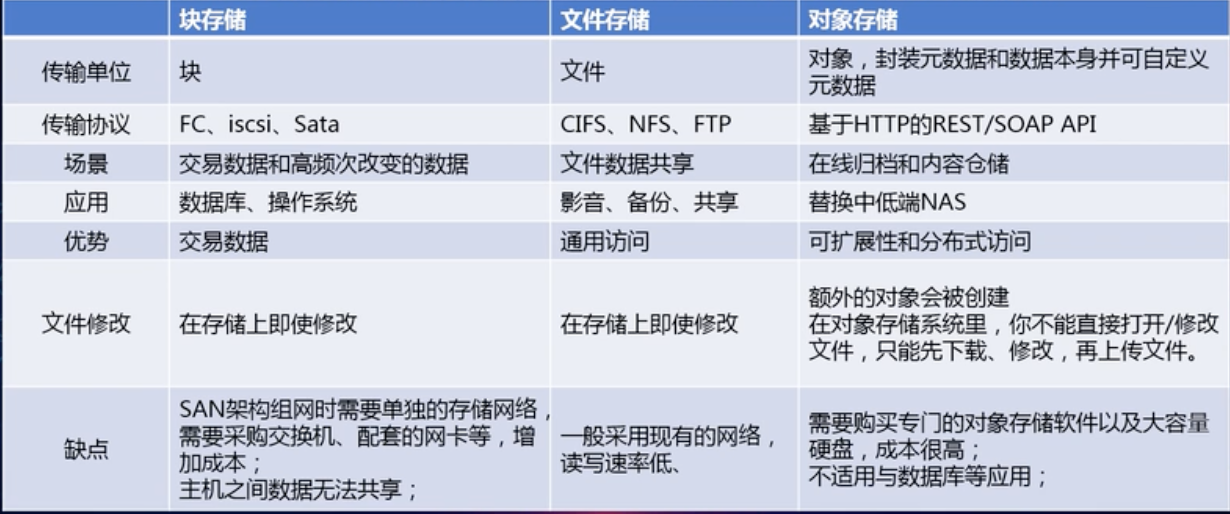 块存储 文件存储 对象存储
传输单位 块 文件 对象，封装元数据和数据本身并可自定义
元数据
传输协议 FC、iscsi、Sata CIFS、NFS、FTP 基于HTTP的REST/SOAP API
场景 交易数据和高频次改变的数据 文件数据共享 在线归档和内容仓储
应用 数据库、操作系统 影音、备份、共享 替换中低端NAS
优势 交易数据 通用访问 可扩展性和分布式访问
文件修改 在存储上即使修改 在存储上即使修改 额外的对象会被创建
在对象存储系统里，你不能直接打开/修改
文件，只能先下载、修改，再上传文件。
缺点
SAN架构组网时需要单独的存储网络，
需要采购交换机、配套的网卡等，增
加成本；
主机之间数据无法共享；
一般采用现有的网络，
读写速率低、
需要购买专门的对象存储软件以及大容量
硬盘，成本很高；
不适用与数据库等应用；